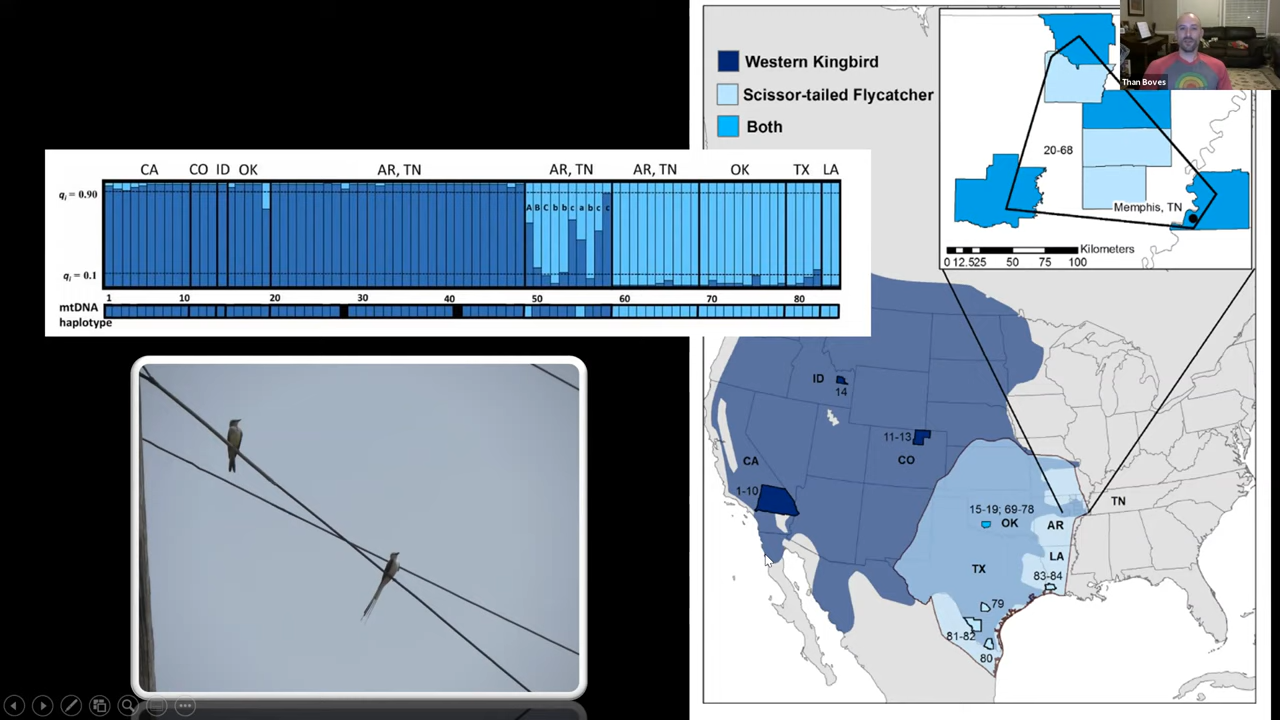 CA CO ID OK AR, TN AR, TN AR, TN OK TX LA
qi = 0.90
A B C b b c a b c c
qi = 0.1
1 10 20 30 40 50 60 70 80
mtDNA
haplotype
Western Kingbird
Scissor-tailed Flycatcher
Both
Than Boves
20-68
Memphis, TN
Kilometers
0 12.525 50 75 100
ID
14
11-13
CO
CA
1-10
TN
15-19; 69-78
OK
AR
LA
TX
83-84
79
81-82
80